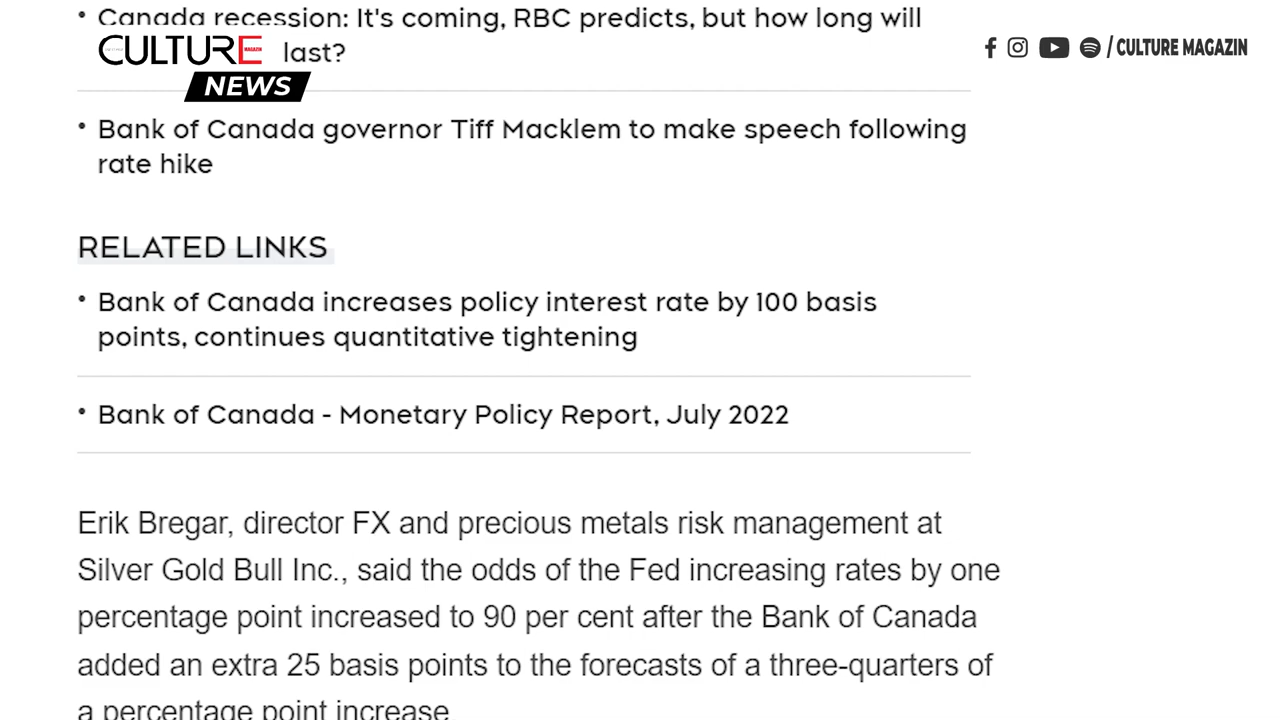 • Canada recession: It's coming, RBC predicts, but how long will
CULTURE MAGAZIN last?
NEWS
/ CULTURE MAGAZIN
• Bank of Canada governor Tiff Macklem to make speech following
rate hike
RELATED LINKS
• Bank of Canada increases policy interest rate by 100 basis
points, continues quantitative tightening
• Bank of Canada - Monetary Policy Report, July 2022
Erik Bregar, director FX and precious metals risk management at
Silver Gold Bull Inc., said the odds of the Fed increasing rates by one
percentage point increased to 90 per cent after the Bank of Canada
added an extra 25 basis points to the forecasts of a three-quarters of
a percentage point increase